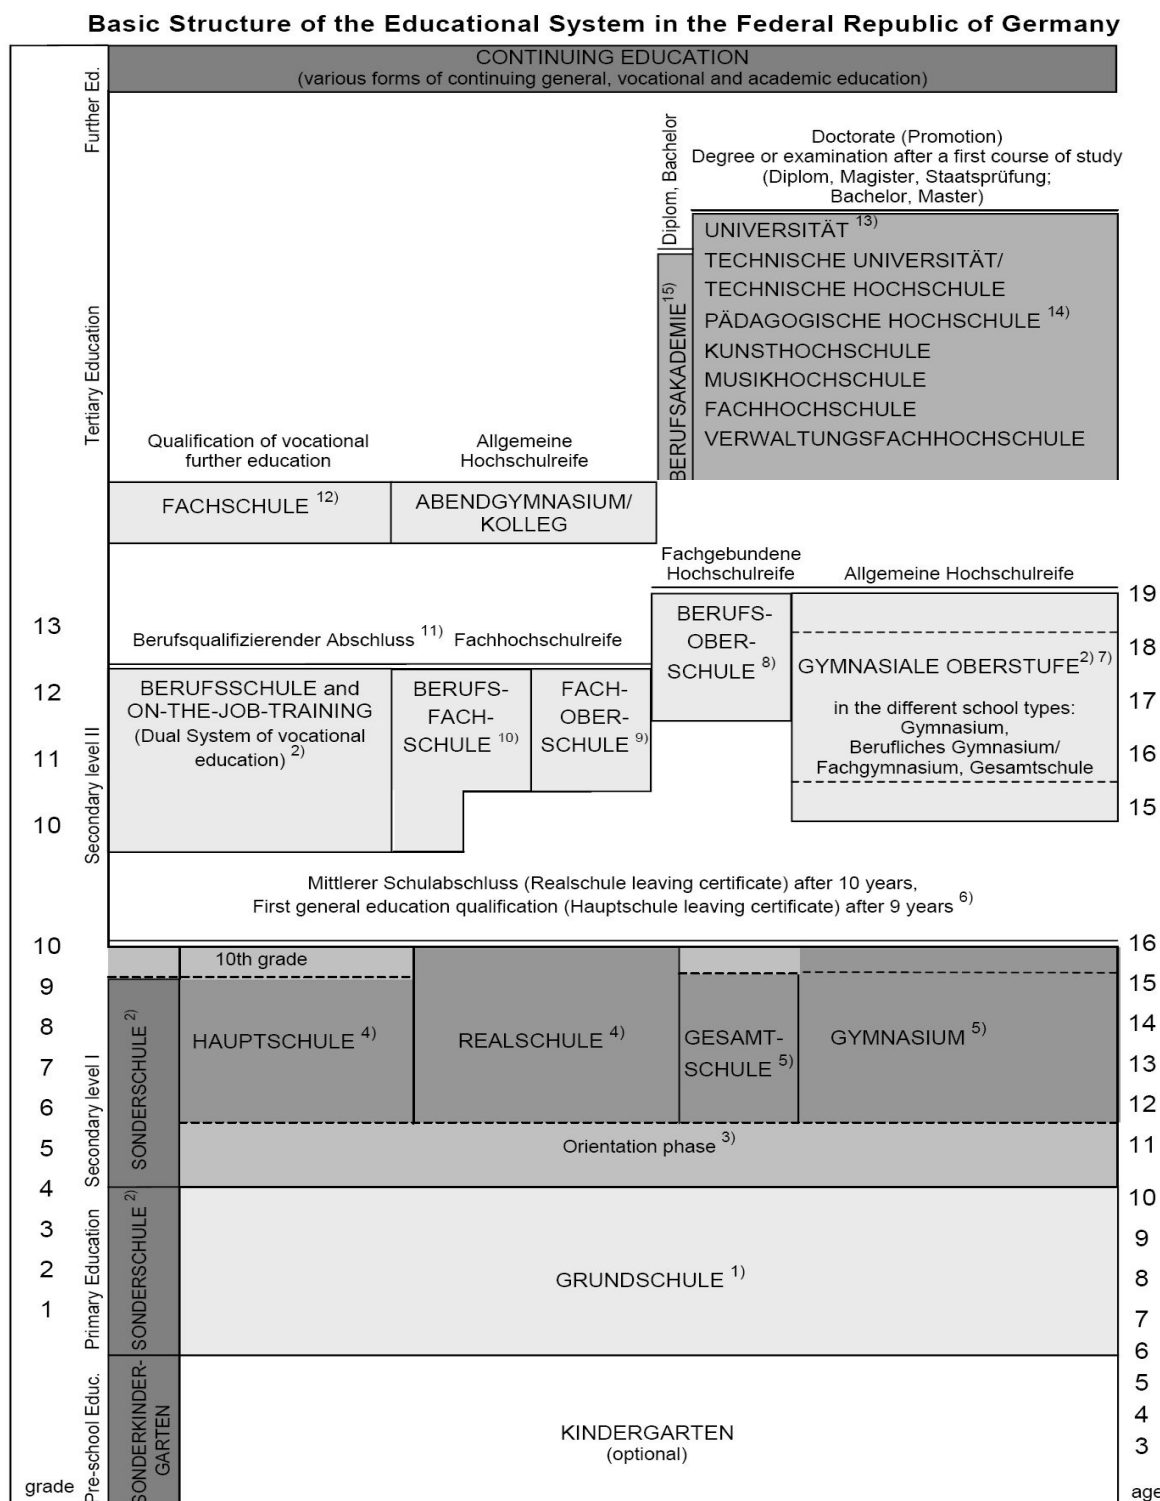 Basic Structure of the Educational System in the Federal Republic of Germany
Further Ed.
CONTINUING EDUCATION
(various forms of continuing general, vocational and academic education)
Tertiary Education
Diplom, Bachelor
Doctorate (Promotion)
Degree or examination after a first course of study
(Diplom, Magister, Staatsprüfung;
Bachelor, Master)
BERUFSAKADEMIE 15)
UNIVERSITÄT 13)
TECHNISCHE UNIVERSITÄT/
TECHNISCHE HOCHSCHULE
PÄDAGOGISCHE HOCHSCHULE 14)
KUNSTHOCHSCHULE
MUSIKHOCHSCHULE
FACHHOCHSCHULE
VERWALTUNGSFACHHOCHSCHULE
Qualification of vocational
further education
Allgemeine
Hochschulreife
FACHSCHULE 12)
ABENDGYMNASIUM/
KOLLEG
Fachgebundene
Hochschulreife
Allgemeine Hochschulreife
Secondary level II
13
12
11
10
Berufsqualifizierender Abschluss 11)
Fachhochschulreife
BERUFSSCHULE and
ON-THE-JOB-TRAINING
(Dual System of vocational
education) 2)
BERUFS-
FACH-
SCHULE 10)
FACH-
OBER-
SCHULE 9)
BERUFS-
OBER-
SCHULE 8)
GYMNASIALE OBERSTUFE 2) 7)
in the different school types:
Gymnasium,
Berufliches Gymnasium/
Fachgymnasium, Gesamtschule
19
18
17
16
15
Mittlerer Schulabschluss (Realschule leaving certificate) after 10 years,
First general education qualification (Hauptschule leaving certificate) after 9 years 6)
10
9
8
7
6
5
4
3
2
1
grade
Secondary level I
SONDERSCHULE 2)
10th grade
HAUPTSCHULE 4)
REALSCHULE 4)
GESAMT-
SCHULE 5)
GYMNASIUM 5)
Orientation phase 3)
Primary Education
SONDERSCHULE 2)
GRUNDSCHULE 1)
Pre-school Educ.
SONDERKINDER-
GARTEN
KINDERGARTEN
(optional)
16
15
14
13
12
11
10
9
8
7
6
5
4
3
age